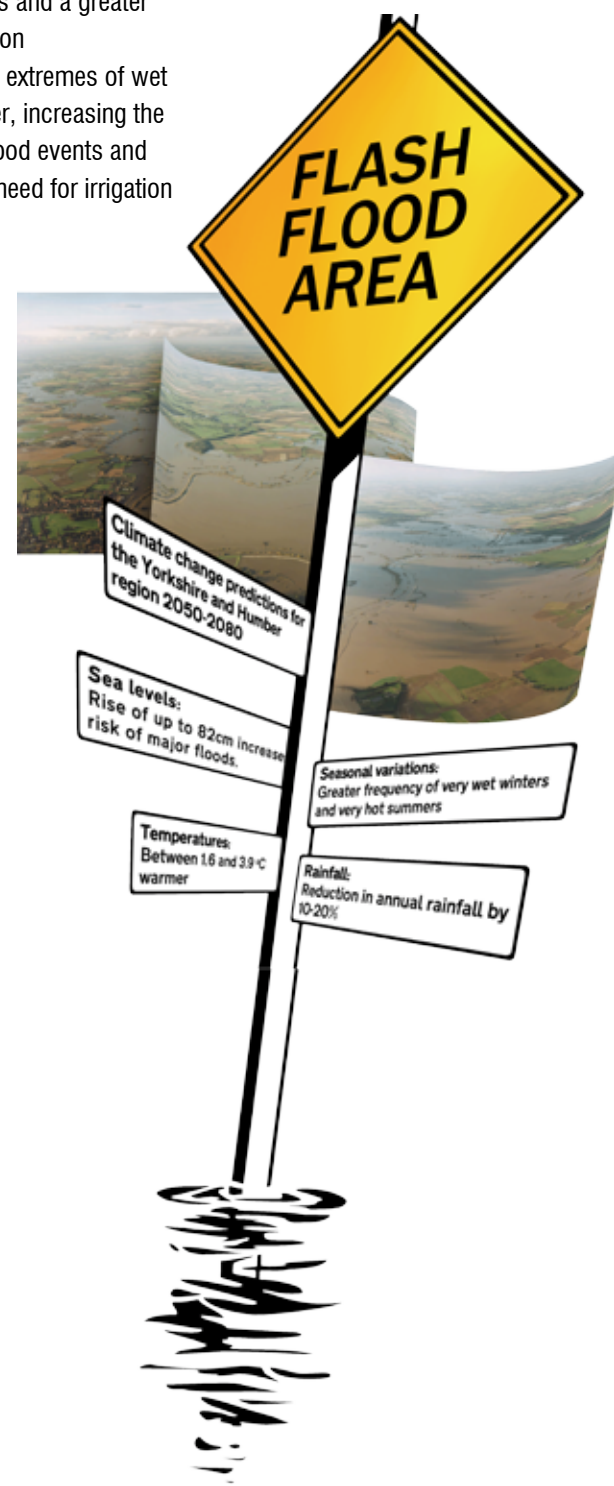 s and a greater
on
extremes of wet
er, increasing the
ood events and
need for irrigation
FLASH
FLOOD
AREA
Climate change predictions for
the Yorkshire and Humber
region 2050-2080
Sea levels:
Rise of up to 82cm increase
risk of major floods.
Seasonal variations:
Greater frequency of very wet winters
and very hot summers
Temperatures:
Between 1.6 and 3.9°C
warmer
Rainfall:
Reduction in annual rainfall by
10-20%